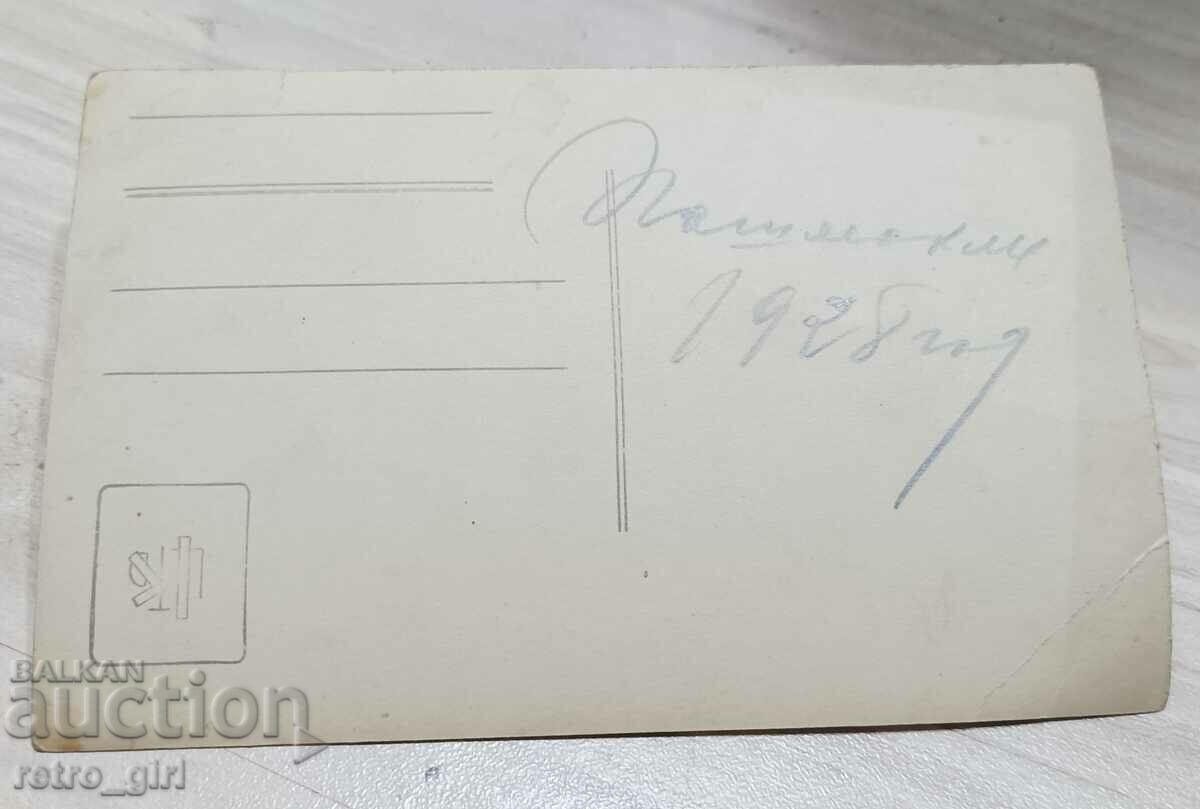 1928 год
BALKAN
auction
retro_girl